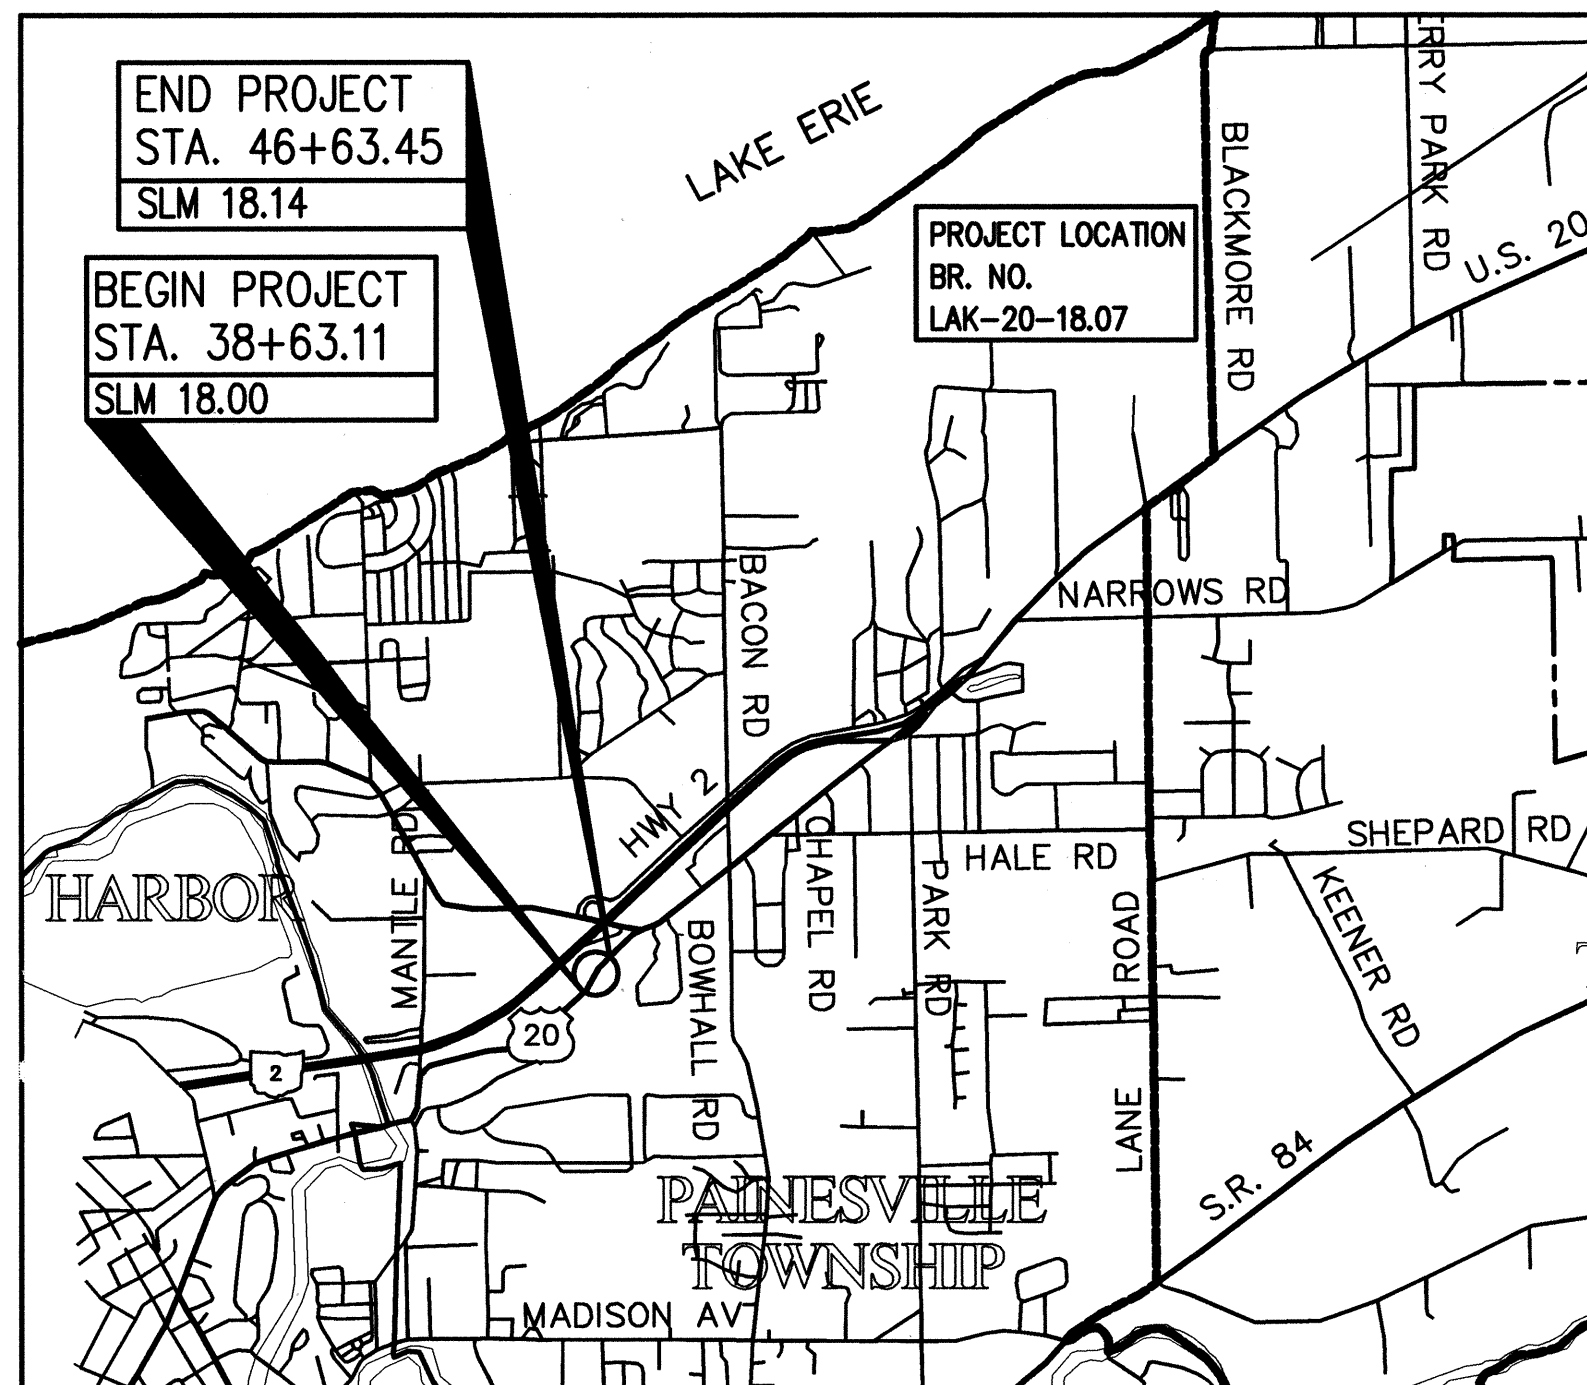 END PROJECT
STA. 46+63.45
SLM 18.14
BEGIN PROJECT
STA. 38+63.11
SLM 18.00
LAKE ERIE
PROJECT LOCATION
BR. NO.
LAK-20-18.07
BLACKMORE RD
ERRY PARK RD
U.S. 20
NARROWS RD
BACON RD
HWY 2
MANTLE RD
HARBOR
CHAPEL RD
PARK RD
HALE RD
SHEPARD RD
KEENER RD
BOWHALL RD
LANE ROAD
20
2
S.R. 84
PAINESVILLE
TOWNSHIP
MADISON AV